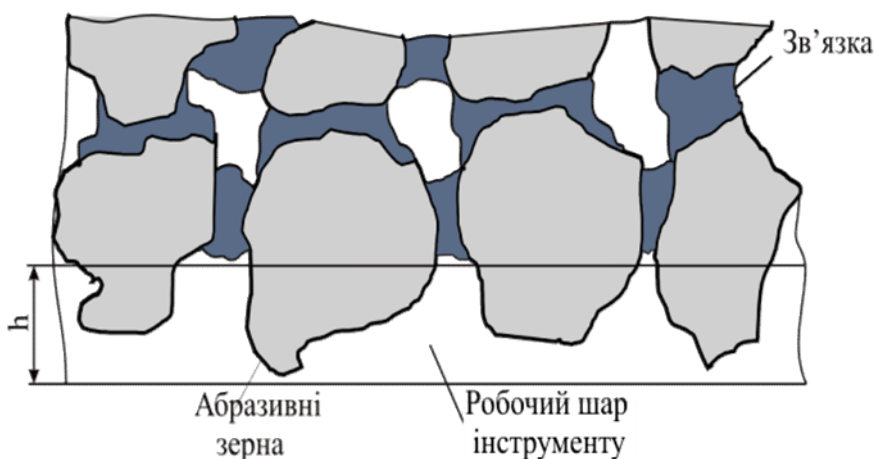 Зв’язка
h
Абразивні
зерна
Робочий шар
інструменту